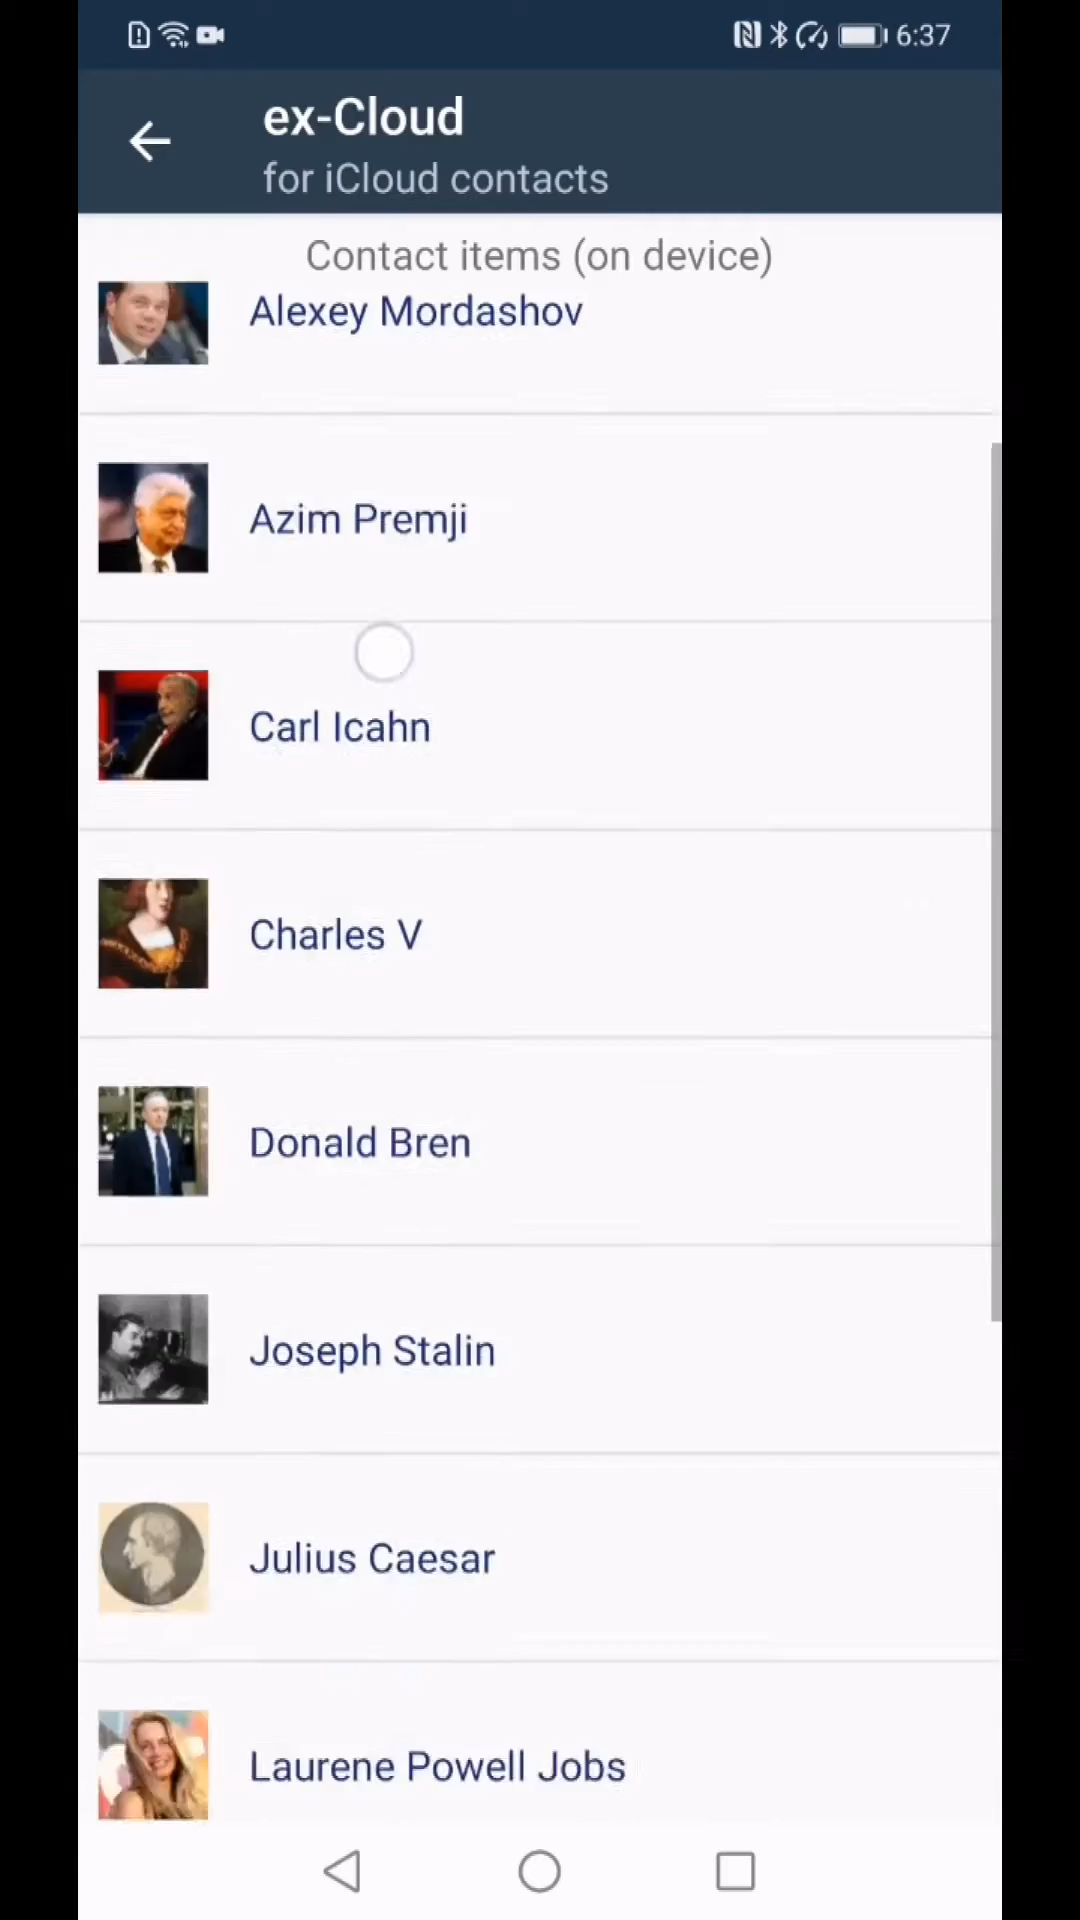 6:37
ex-Cloud
for iCloud contacts
Contact items (on device)
Alexey Mordashov
Azim Premji
Carl Icahn
Charles V
Donald Bren
Joseph Stalin
Julius Caesar
Laurene Powell Jobs